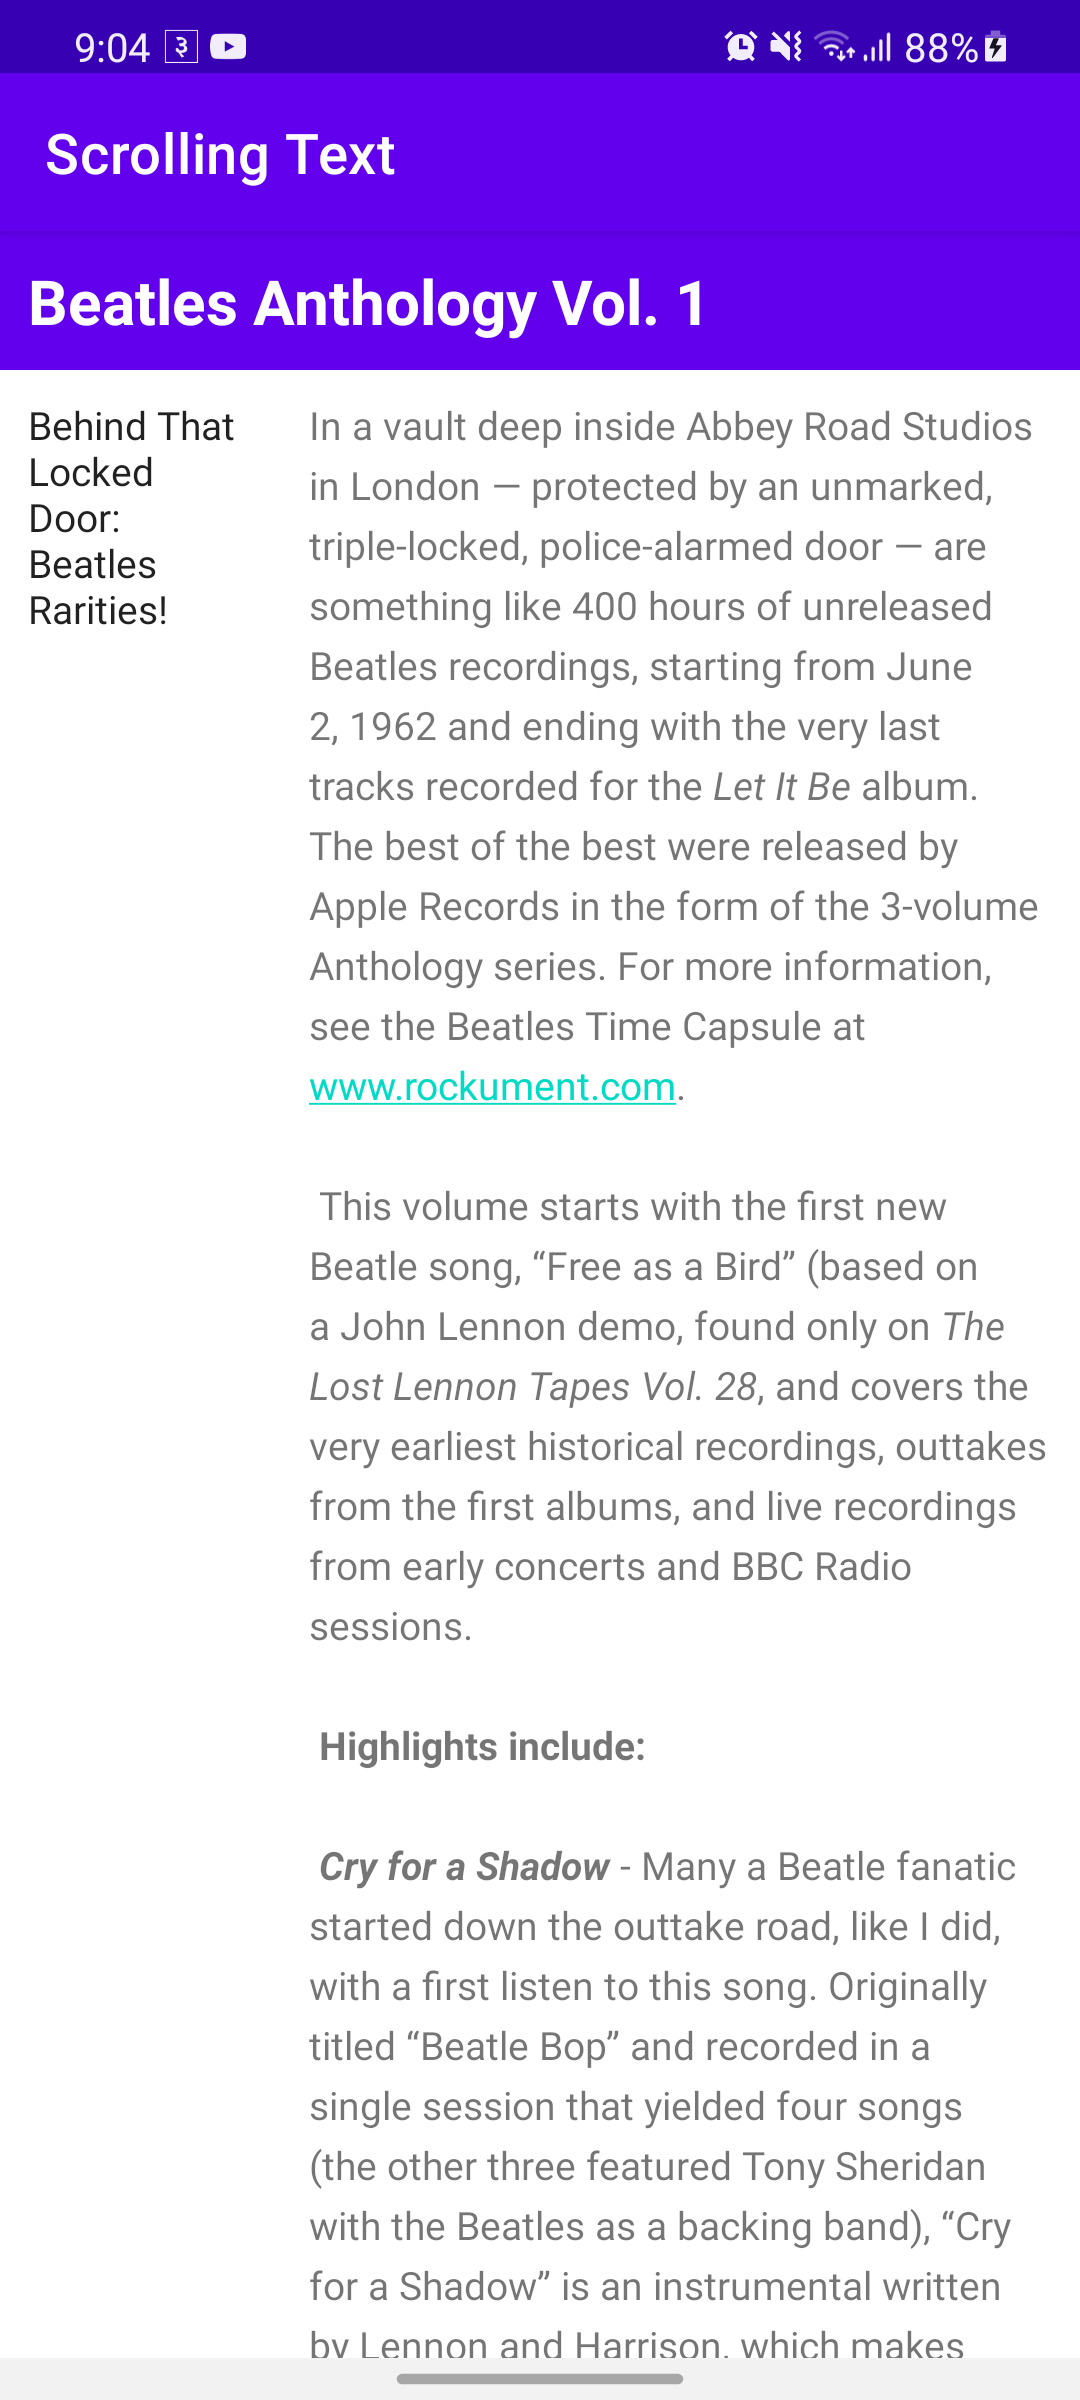 9:04 ३ 88%
Scrolling Text
Beatles Anthology Vol. 1
Behind That
Locked
Door:
Beatles
Rarities!
In a vault deep inside Abbey Road Studios
in London — protected by an unmarked,
triple-locked, police-alarmed door — are
something like 400 hours of unreleased
Beatles recordings, starting from June
2, 1962 and ending with the very last
tracks recorded for the Let It Be album.
The best of the best were released by
Apple Records in the form of the 3-volume
Anthology series. For more information,
see the Beatles Time Capsule at
www.rockument.com.
This volume starts with the first new
Beatle song, “Free as a Bird” (based on
a John Lennon demo, found only on The
Lost Lennon Tapes Vol. 28, and covers the
very earliest historical recordings, outtakes
from the first albums, and live recordings
from early concerts and BBC Radio
sessions.
Highlights include:
Cry for a Shadow - Many a Beatle fanatic
started down the outtake road, like I did,
with a first listen to this song. Originally
titled “Beatle Bop” and recorded in a
single session that yielded four songs
(the other three featured Tony Sheridan
with the Beatles as a backing band), “Cry
for a Shadow” is an instrumental written
by Lennon and Harrison, which makes